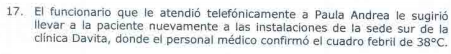 17. El funcionario que le atendió telefónicamente a Paula Andrea le sugirió
llevar a la paciente nuevamente a las instalaciones de la sede sur de la
clínica Davita, donde el personal médico confirmó el cuadro febril de 38°C.